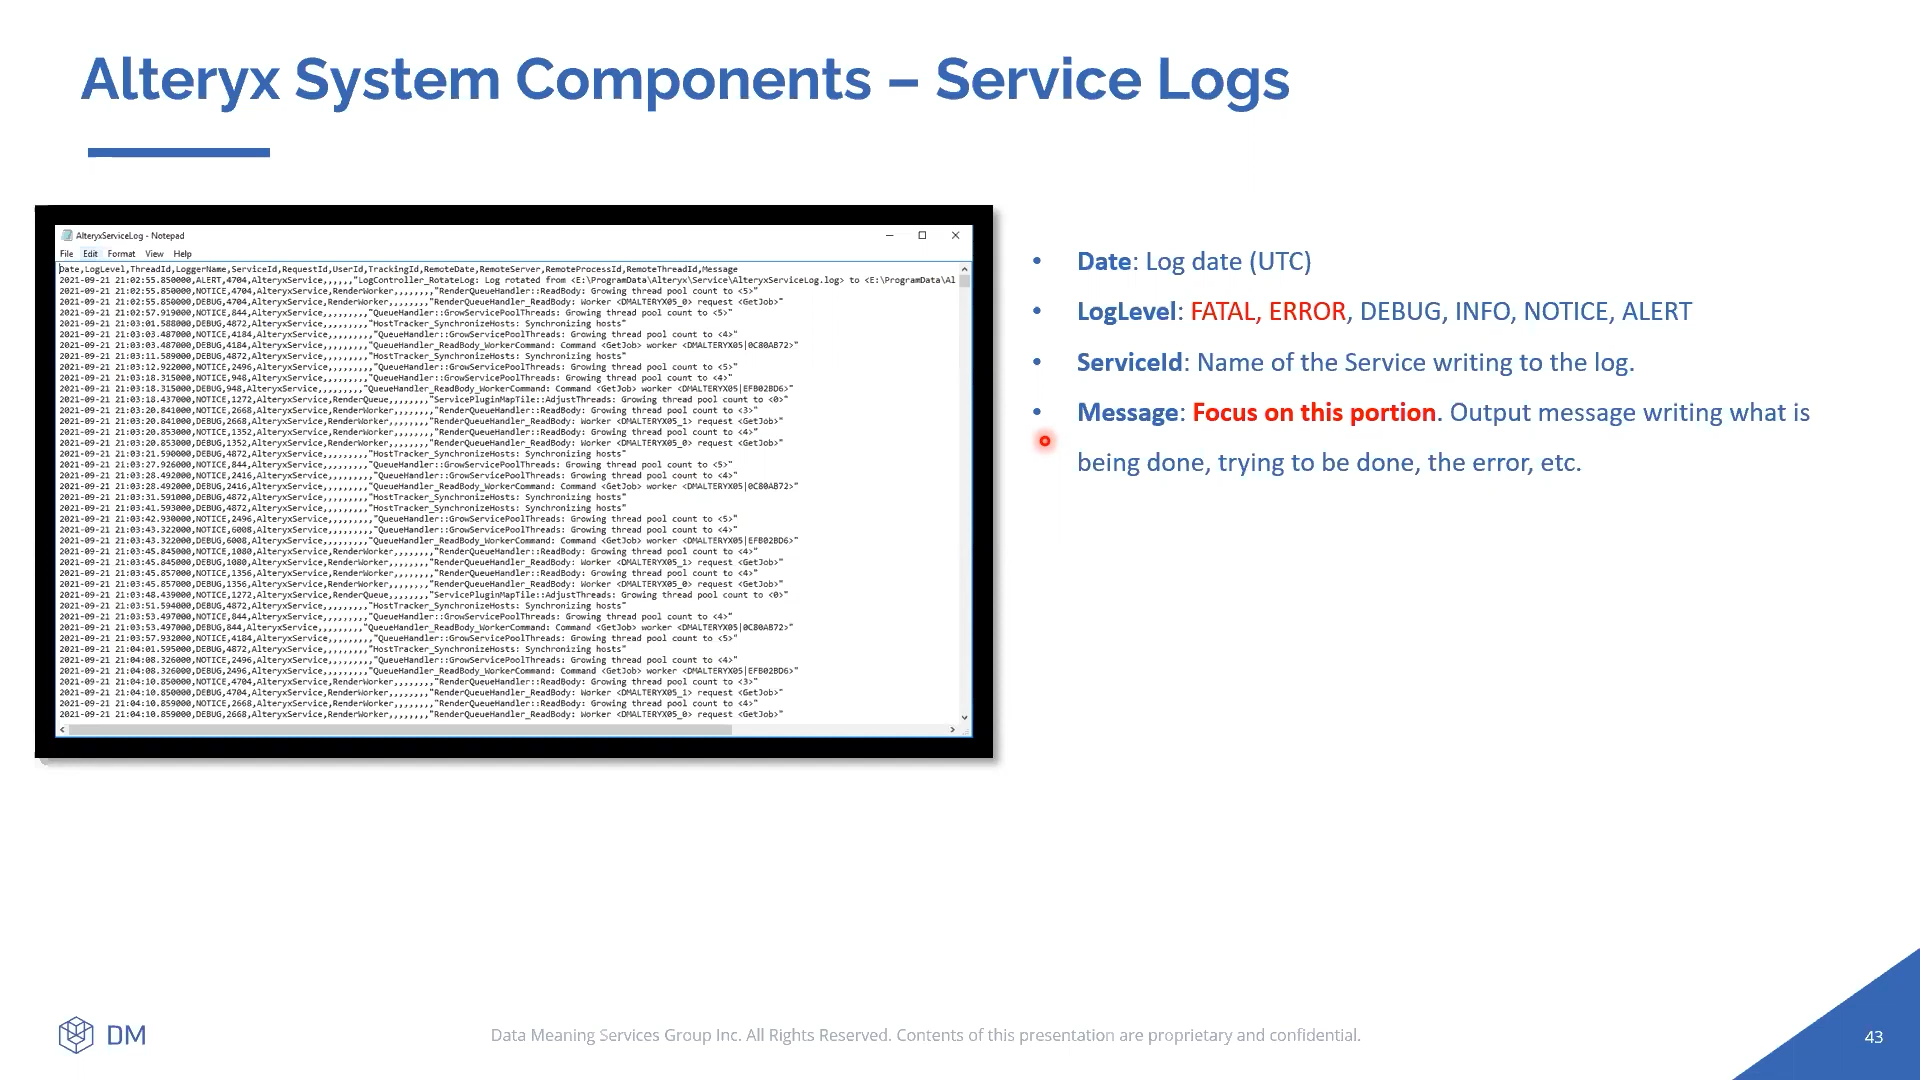 Alteryx System Components – Service Logs
AlteryxServiceLog - Notepad
File Edit Format View Help
Date,LogLevel,ThreadId,LoggerName,ServiceId,RequestId,UserId,TrackingId,RemoteDate,RemoteServer,RemoteProcessId,RemoteThreadId,Message
2021-09-21 21:02:55.850000,ALERT,4704,AlteryxService,,,,,,"LogController_RotateLog: Log rotated from <E:\ProgramData\Alteryx\Service\AlteryxServiceLog.log> to <E:\ProgramData\Al
2021-09-21 21:02:55.850000,NOTICE,4704,AlteryxService,RenderWorker,,,,,,,,"RenderQueueHandler::ReadBody: Growing thread pool count to <5>"
2021-09-21 21:02:55.850000,DEBUG,4704,AlteryxService,RenderWorker,,,,,,,,"RenderQueueHandler_ReadBody: Worker <DMALTERYX05_0> request <GetJob>"
2021-09-21 21:02:57.919000,NOTICE,844,AlteryxService,,,,,,,,,"QueueHandler::GrowServicePoolThreads: Growing thread pool count to <5>"
2021-09-21 21:03:01.588000,DEBUG,4872,AlteryxService,,,,,,,,,"HostTracker_SynchronizeHosts: Synchronizing hosts"
2021-09-21 21:03:03.487000,NOTICE,4184,AlteryxService,,,,,,,,,"QueueHandler::GrowServicePoolThreads: Growing thread pool count to <4>"
2021-09-21 21:03:03.487000,DEBUG,4184,AlteryxService,,,,,,,,,"QueueHandler_ReadBody_WorkerCommand: Command <GetJob> worker <DMALTERYX05|0C80AB72>"
2021-09-21 21:03:11.589000,DEBUG,4872,AlteryxService,,,,,,,,,"HostTracker_SynchronizeHosts: Synchronizing hosts"
2021-09-21 21:03:12.922000,NOTICE,2496,AlteryxService,,,,,,,,,"QueueHandler::GrowServicePoolThreads: Growing thread pool count to <5>"
2021-09-21 21:03:18.315000,NOTICE,948,AlteryxService,,,,,,,,,"QueueHandler::GrowServicePoolThreads: Growing thread pool count to <4>"
2021-09-21 21:03:18.315000,DEBUG,948,AlteryxService,,,,,,,,,"QueueHandler_ReadBody_WorkerCommand: Command <GetJob> worker <DMALTERYX05|EFB02BD6>"
2021-09-21 21:03:18.437000,NOTICE,1272,AlteryxService,RenderQueue,,,,,,,,"ServicePluginMapTile::AdjustThreads: Growing thread pool count to <0>"
2021-09-21 21:03:20.841000,NOTICE,2668,AlteryxService,RenderWorker,,,,,,,,"RenderQueueHandler::ReadBody: Growing thread pool count to <3>"
2021-09-21 21:03:20.841000,DEBUG,2668,AlteryxService,RenderWorker,,,,,,,,"RenderQueueHandler_ReadBody: Worker <DMALTERYX05_1> request <GetJob>"
2021-09-21 21:03:20.853000,NOTICE,1352,AlteryxService,RenderWorker,,,,,,,,"RenderQueueHandler::ReadBody: Growing thread pool count to <4>"
2021-09-21 21:03:20.853000,DEBUG,1352,AlteryxService,RenderWorker,,,,,,,,"RenderQueueHandler_ReadBody: Worker <DMALTERYX05_0> request <GetJob>"
2021-09-21 21:03:21.590000,DEBUG,4872,AlteryxService,,,,,,,,,"HostTracker_SynchronizeHosts: Synchronizing hosts"
2021-09-21 21:03:27.926000,NOTICE,844,AlteryxService,,,,,,,,,"QueueHandler::GrowServicePoolThreads: Growing thread pool count to <5>"
2021-09-21 21:03:28.492000,NOTICE,2416,AlteryxService,,,,,,,,,"QueueHandler::GrowServicePoolThreads: Growing thread pool count to <4>"
2021-09-21 21:03:28.492000,DEBUG,2416,AlteryxService,,,,,,,,,"QueueHandler_ReadBody_WorkerCommand: Command <GetJob> worker <DMALTERYX05|0C80AB72>"
2021-09-21 21:03:31.591000,DEBUG,4872,AlteryxService,,,,,,,,,"HostTracker_SynchronizeHosts: Synchronizing hosts"
2021-09-21 21:03:41.593000,DEBUG,4872,AlteryxService,,,,,,,,,"HostTracker_SynchronizeHosts: Synchronizing hosts"
2021-09-21 21:03:42.930000,NOTICE,2496,AlteryxService,,,,,,,,,"QueueHandler::GrowServicePoolThreads: Growing thread pool count to <5>"
2021-09-21 21:03:43.322000,NOTICE,6008,AlteryxService,,,,,,,,,"QueueHandler::GrowServicePoolThreads: Growing thread pool count to <4>"
2021-09-21 21:03:43.322000,DEBUG,6008,AlteryxService,,,,,,,,,"QueueHandler_ReadBody_WorkerCommand: Command <GetJob> worker <DMALTERYX05|EFB02BD6>"
2021-09-21 21:03:45.845000,NOTICE,1080,AlteryxService,RenderWorker,,,,,,,,"RenderQueueHandler::ReadBody: Growing thread pool count to <4>"
2021-09-21 21:03:45.845000,DEBUG,1080,AlteryxService,RenderWorker,,,,,,,,"RenderQueueHandler_ReadBody: Worker <DMALTERYX05_1> request <GetJob>"
2021-09-21 21:03:45.857000,NOTICE,1356,AlteryxService,RenderWorker,,,,,,,,"RenderQueueHandler::ReadBody: Growing thread pool count to <4>"
2021-09-21 21:03:45.857000,DEBUG,1356,AlteryxService,RenderWorker,,,,,,,,"RenderQueueHandler_ReadBody: Worker <DMALTERYX05_0> request <GetJob>"
2021-09-21 21:03:48.439000,NOTICE,1272,AlteryxService,RenderQueue,,,,,,,,"ServicePluginMapTile::AdjustThreads: Growing thread pool count to <0>"
2021-09-21 21:03:51.594000,DEBUG,4872,AlteryxService,,,,,,,,,"HostTracker_SynchronizeHosts: Synchronizing hosts"
2021-09-21 21:03:53.497000,NOTICE,844,AlteryxService,,,,,,,,,"QueueHandler::GrowServicePoolThreads: Growing thread pool count to <4>"
2021-09-21 21:03:53.497000,DEBUG,844,AlteryxService,,,,,,,,,"QueueHandler_ReadBody_WorkerCommand: Command <GetJob> worker <DMALTERYX05|0C80AB72>"
2021-09-21 21:03:57.932000,NOTICE,4184,AlteryxService,,,,,,,,,"QueueHandler::GrowServicePoolThreads: Growing thread pool count to <5>"
2021-09-21 21:04:01.595000,DEBUG,4872,AlteryxService,,,,,,,,,"HostTracker_SynchronizeHosts: Synchronizing hosts"
2021-09-21 21:04:08.326000,NOTICE,2496,AlteryxService,,,,,,,,,"QueueHandler::GrowServicePoolThreads: Growing thread pool count to <4>"
2021-09-21 21:04:08.326000,DEBUG,2496,AlteryxService,,,,,,,,,"QueueHandler_ReadBody_WorkerCommand: Command <GetJob> worker <DMALTERYX05|EFB02BD6>"
2021-09-21 21:04:10.850000,NOTICE,4704,AlteryxService,RenderWorker,,,,,,,,"RenderQueueHandler::ReadBody: Growing thread pool count to <3>"
2021-09-21 21:04:10.850000,DEBUG,4704,AlteryxService,RenderWorker,,,,,,,,"RenderQueueHandler_ReadBody: Worker <DMALTERYX05_1> request <GetJob>"
2021-09-21 21:04:10.859000,NOTICE,2668,AlteryxService,RenderWorker,,,,,,,,"RenderQueueHandler::ReadBody: Growing thread pool count to <4>"
2021-09-21 21:04:10.859000,DEBUG,2668,AlteryxService,RenderWorker,,,,,,,,"RenderQueueHandler_ReadBody: Worker <DMALTERYX05_0> request <GetJob>"
• Date: Log date (UTC)
• LogLevel: FATAL, ERROR, DEBUG, INFO, NOTICE, ALERT
• ServiceId: Name of the Service writing to the log.
• Message: Focus on this portion. Output message writing what is
being done, trying to be done, the error, etc.
DM
Data Meaning Services Group Inc. All Rights Reserved. Contents of this presentation are proprietary and confidential.
43